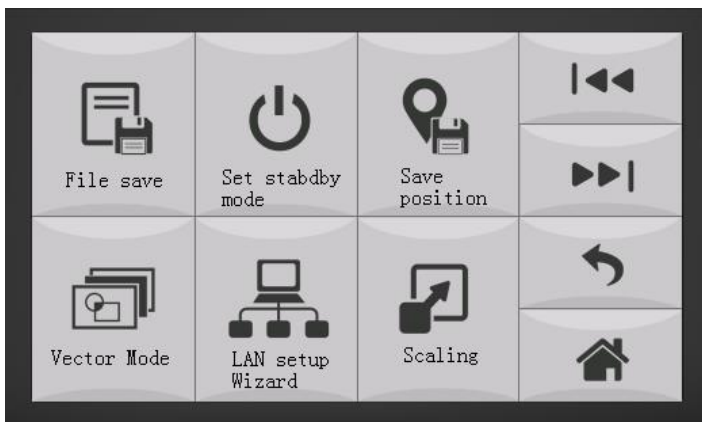 File save
Set stabdby
mode
Save
position
Vector Mode
LAN setup
Wizard
Scaling